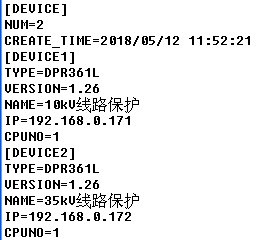 [DEVICE]
NUM=2
CREATE_TIME=2018/05/12 11:52:21
[DEVICE1]
TYPE=DPR361L
VERSION=1.26
NAME=10kV线路保护
IP=192.168.0.171
CPUNO=1
[DEVICE2]
TYPE=DPR361L
VERSION=1.26
NAME=35kV线路保护
IP=192.168.0.172
CPUNO=1